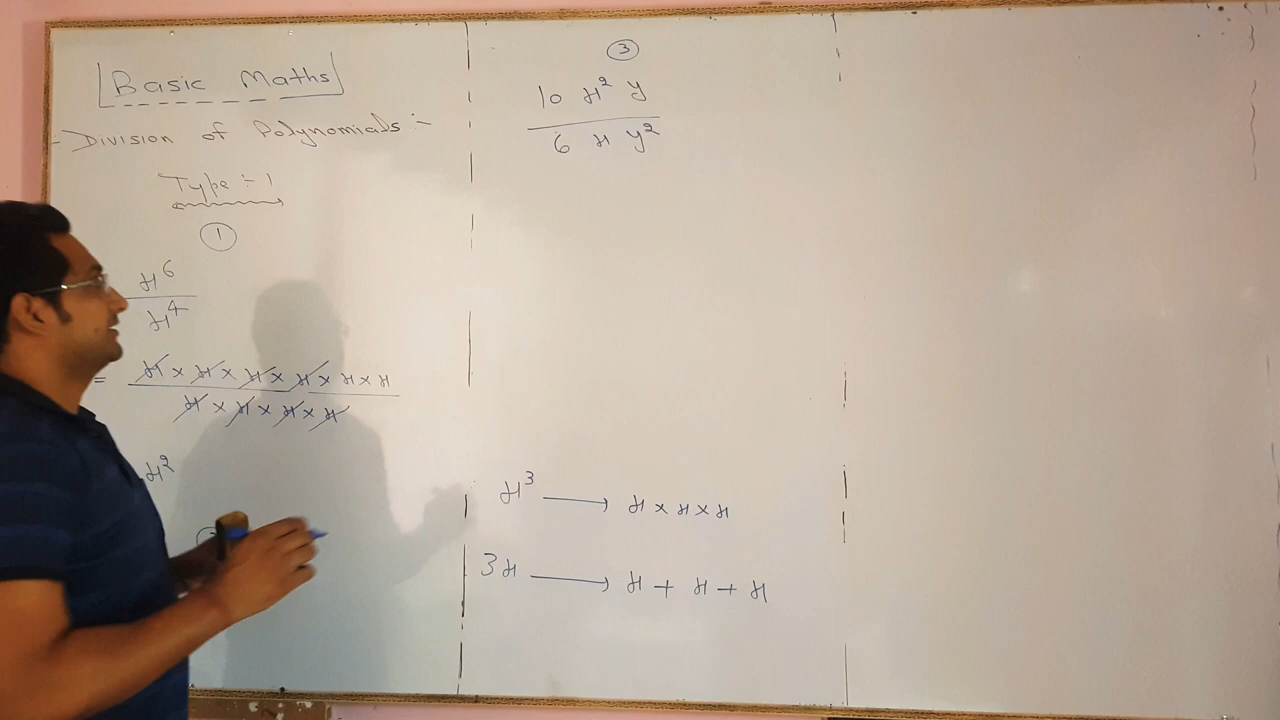 Basic Maths
- Division of Polynomials :-
Type :- 1
①
x⁶
x⁴
= x × x × x × x × x × x
x × x × x × x
x²
③
10 x² y
6 x y²
x³ → x × x × x
3x → x + x + x